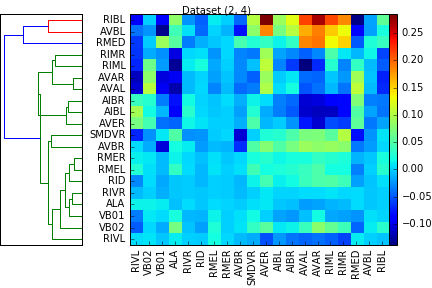 Dataset (2, 4)
RIBL
AVBL
RMED
RIMR
RIML
AVAR
AVAL
AIBR
AIBL
AVER
SMDVR
AVBR
RMER
RMEL
RID
RIVR
ALA
VB01
VB02
RIVL
RIVL
VB02
VB01
ALA
RIVR
RID
RMEL
RMER
AVBR
SMDVR
AVER
AIBL
AIBR
AVAL
AVAR
RIML
RIMR
RMED
AVBL
RIBL
0.25
0.20
0.15
0.10
0.05
0.00
−0.05
−0.10